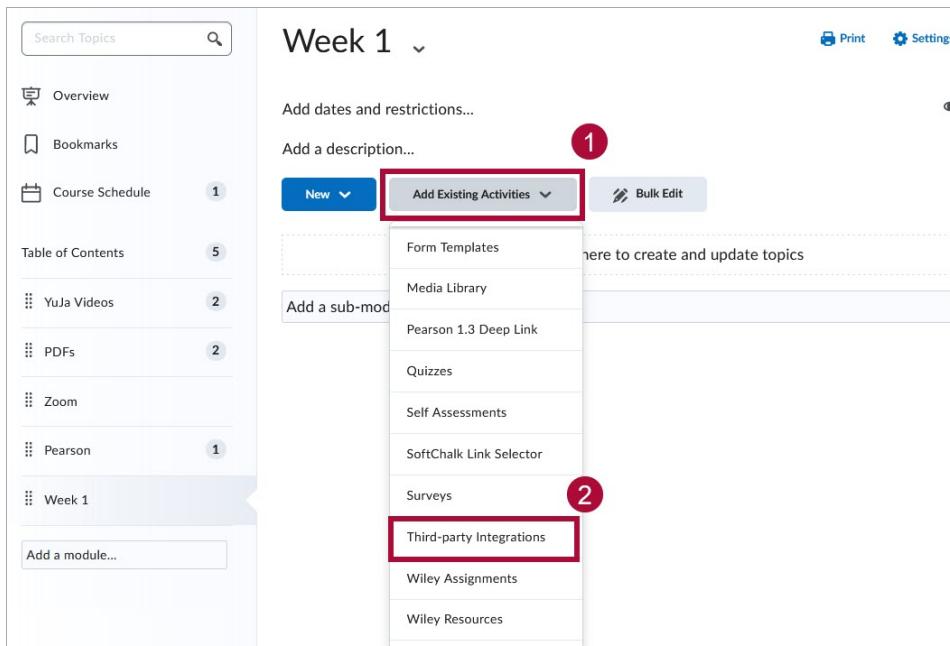 Search Topics
Overview
Bookmarks
Course Schedule 1
Table of Contents 5
YuJa Videos 2
PDFs 2
Zoom
Pearson 1
Week 1
Add a module...
Week 1
Print
Settings
Add dates and restrictions...
Add a description...
1
New
Add Existing Activities
Bulk Edit
here to create and update topics
Add a sub-mod
Form Templates
Media Library
Pearson 1.3 Deep Link
Quizzes
Self Assessments
SoftChalk Link Selector
Surveys
2
Third-party Integrations
Wiley Assignments
Wiley Resources